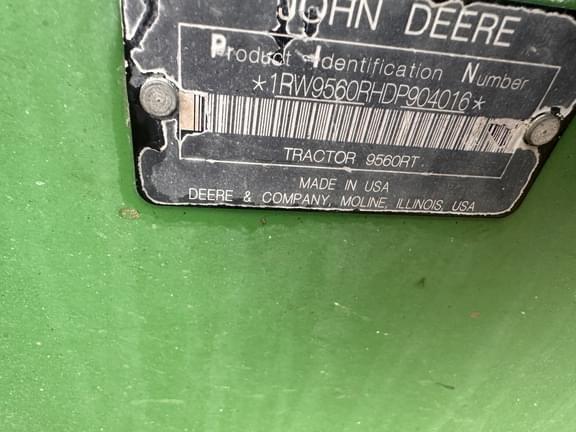 JOHN DEERE
Product Identification Number
*1RW9560RHDP904016*
TRACTOR 9560RT
MADE IN USA
DEERE & COMPANY, MOLINE, ILLINOIS, USA